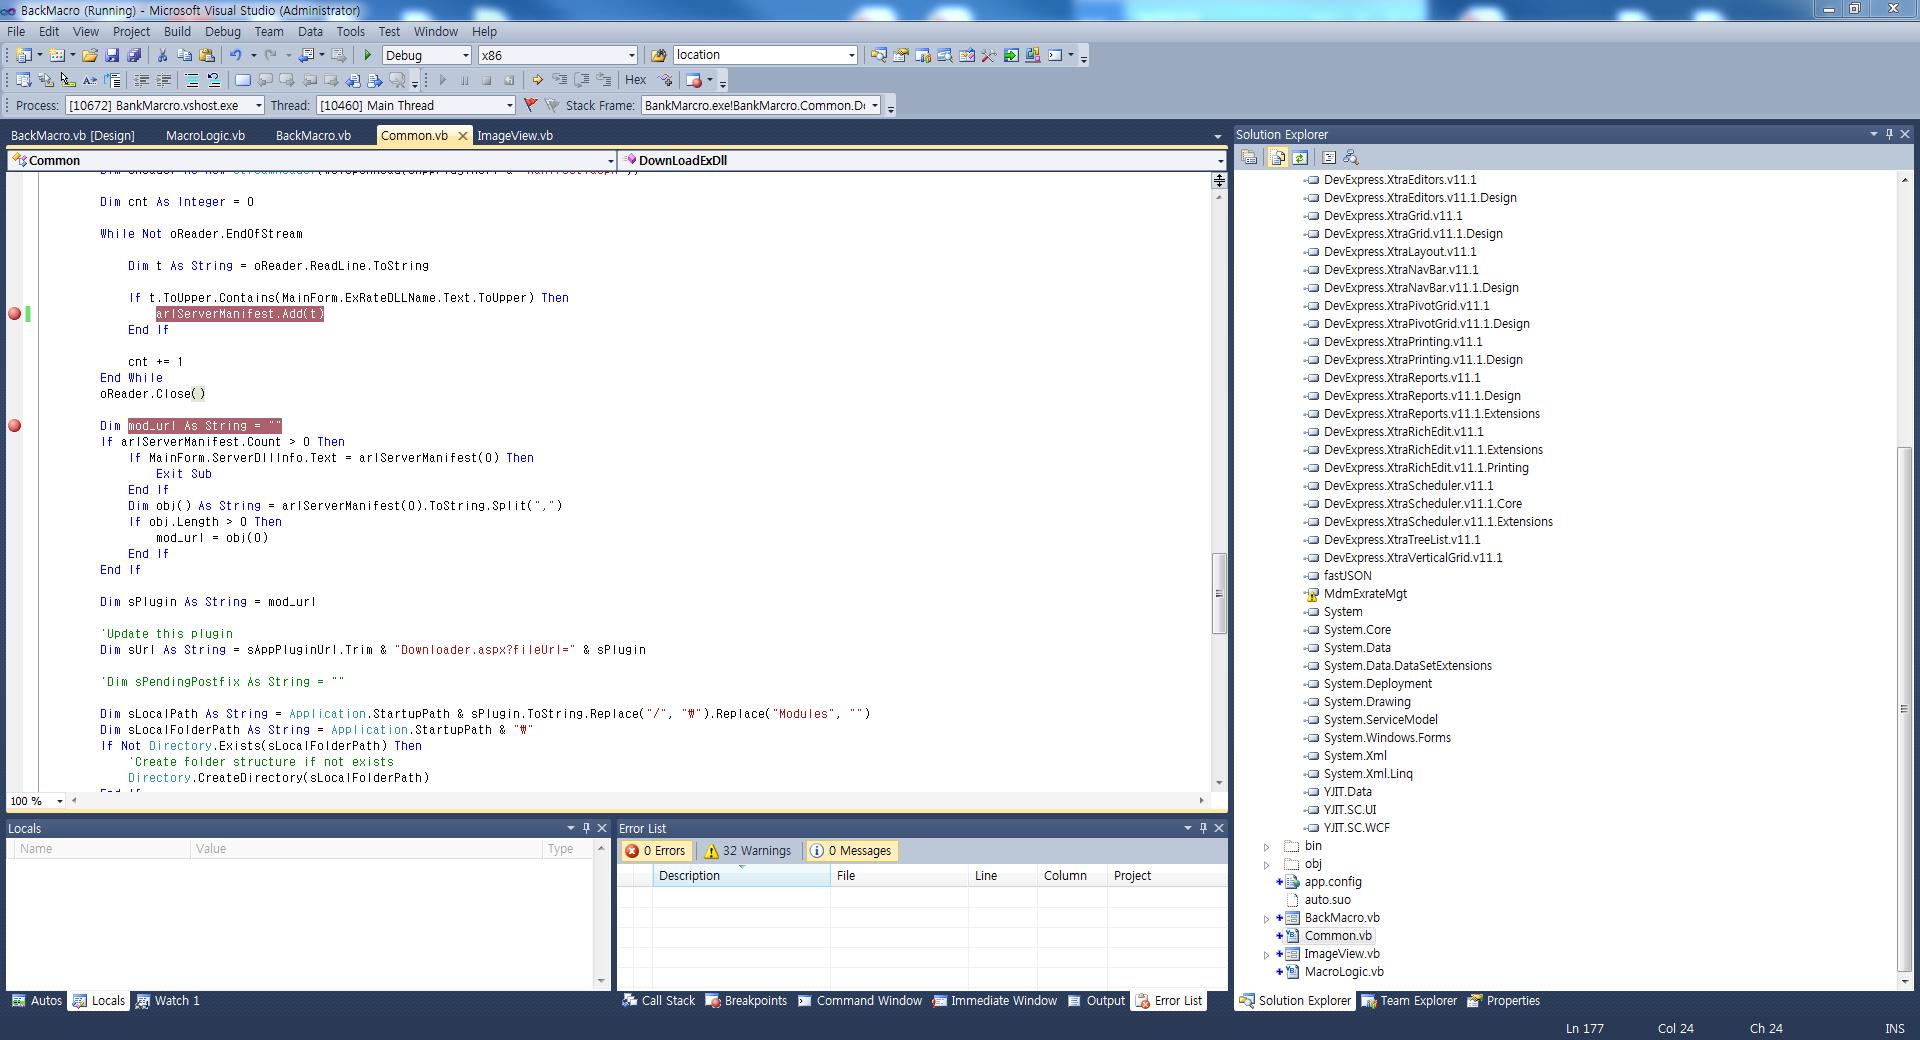 BackMacro (Running) - Microsoft Visual Studio (Administrator)
File Edit View Project Build Debug Team Data Tools Test Window Help
Debug x86 location
Hex
Process: [10672] BankMarcro.vshost.exe Thread: [10460] Main Thread Stack Frame: BankMarcro.exe!BankMarcro.Common.D
BackMacro.vb [Design] MacroLogic.vb BackMacro.vb Common.vb ImageView.vb
Common DownLoadExDll
Dim cnt As Integer = 0
While Not oReader.EndOfStream
Dim t As String = oReader.ReadLine.ToString
If t.ToUpper.Contains(MainForm.ExRateDLLName.Text.ToUpper) Then
arlServerManifest.Add(t)
End If
cnt += 1
End While
oReader.Close()
Dim mod_url As String = ""
If arlServerManifest.Count > 0 Then
If MainForm.ServerDllInfo.Text = arlServerManifest(0) Then
Exit Sub
End If
Dim obj() As String = arlServerManifest(0).ToString.Split(",")
If obj.Length > 0 Then
mod_url = obj(0)
End If
End If
Dim sPlugin As String = mod_url
'Update this plugin
Dim sUrl As String = sAppPluginUrl.Trim & "Downloader.aspx?fileUrl=" & sPlugin
'Dim sPendingPostfix As String = ""
Dim sLocalPath As String = Application.StartupPath & sPlugin.ToString.Replace("/", "₩").Replace("Modules", "")
Dim sLocalFolderPath As String = Application.StartupPath & "₩"
If Not Directory.Exists(sLocalFolderPath) Then
'Create folder structure if not exists
Directory.CreateDirectory(sLocalFolderPath)
100 %
Locals
Name Value Type
Autos Locals Watch 1
Error List
0 Errors 32 Warnings 0 Messages
Description File Line Column Project
Call Stack Breakpoints Command Window Immediate Window Output Error List
Solution Explorer
DevExpress.XtraEditors.v11.1
DevExpress.XtraEditors.v11.1.Design
DevExpress.XtraGrid.v11.1
DevExpress.XtraGrid.v11.1.Design
DevExpress.XtraLayout.v11.1
DevExpress.XtraNavBar.v11.1
DevExpress.XtraNavBar.v11.1.Design
DevExpress.XtraPivotGrid.v11.1
DevExpress.XtraPivotGrid.v11.1.Design
DevExpress.XtraPrinting.v11.1
DevExpress.XtraPrinting.v11.1.Design
DevExpress.XtraReports.v11.1
DevExpress.XtraReports.v11.1.Design
DevExpress.XtraReports.v11.1.Extensions
DevExpress.XtraRichEdit.v11.1
DevExpress.XtraRichEdit.v11.1.Extensions
DevExpress.XtraRichEdit.v11.1.Printing
DevExpress.XtraScheduler.v11.1
DevExpress.XtraScheduler.v11.1.Core
DevExpress.XtraScheduler.v11.1.Extensions
DevExpress.XtraTreeList.v11.1
DevExpress.XtraVerticalGrid.v11.1
fastJSON
MdmExrateMgt
System
System.Core
System.Data
System.Data.DataSetExtensions
System.Deployment
System.Drawing
System.ServiceModel
System.Windows.Forms
System.Xml
System.Xml.Linq
YJIT.Data
YJIT.SC.UI
YJIT.SC.WCF
bin
obj
app.config
auto.suo
BackMacro.vb
Common.vb
ImageView.vb
MacroLogic.vb
Solution Explorer Team Explorer Properties
Ln 177 Col 24 Ch 24 INS